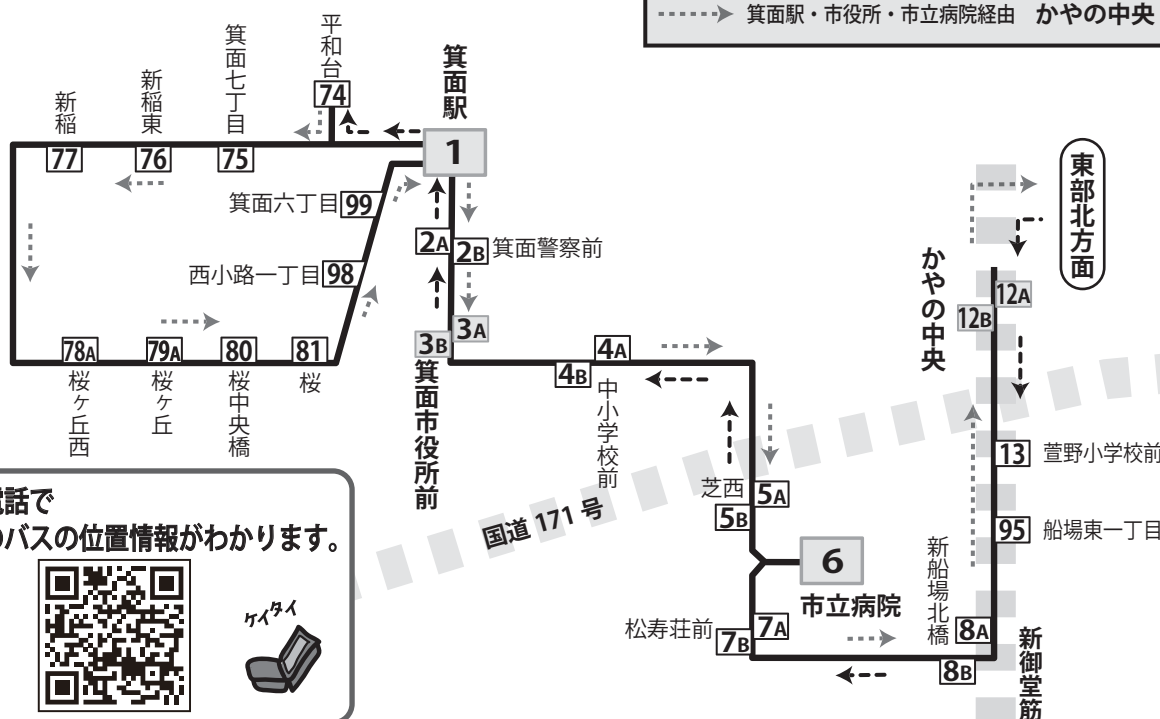 箕面駅・市役所・市立病院経由 かやの中央
平和台
74
箕面七丁目
75
新稲東
76
新稲
77
箕面駅
1
箕面六丁目
99
西小路一丁目
98
2A
2B
箕面警察前
3A
3B
箕面市役所前
78A
桜ヶ丘西
79A
桜ヶ丘
80
桜中央橋
81
桜
4A
4B
中小学校前
芝西
5A
5B
国道171号
6
市立病院
松寿荘前
7A
7B
新船場北橋
8A
8B
新御堂筋
東部北方面
かやの中央
12A
12B
13
萱野小学校前
95
船場東一丁目
電話で
のバスの位置情報がわかります。
ケイタイ